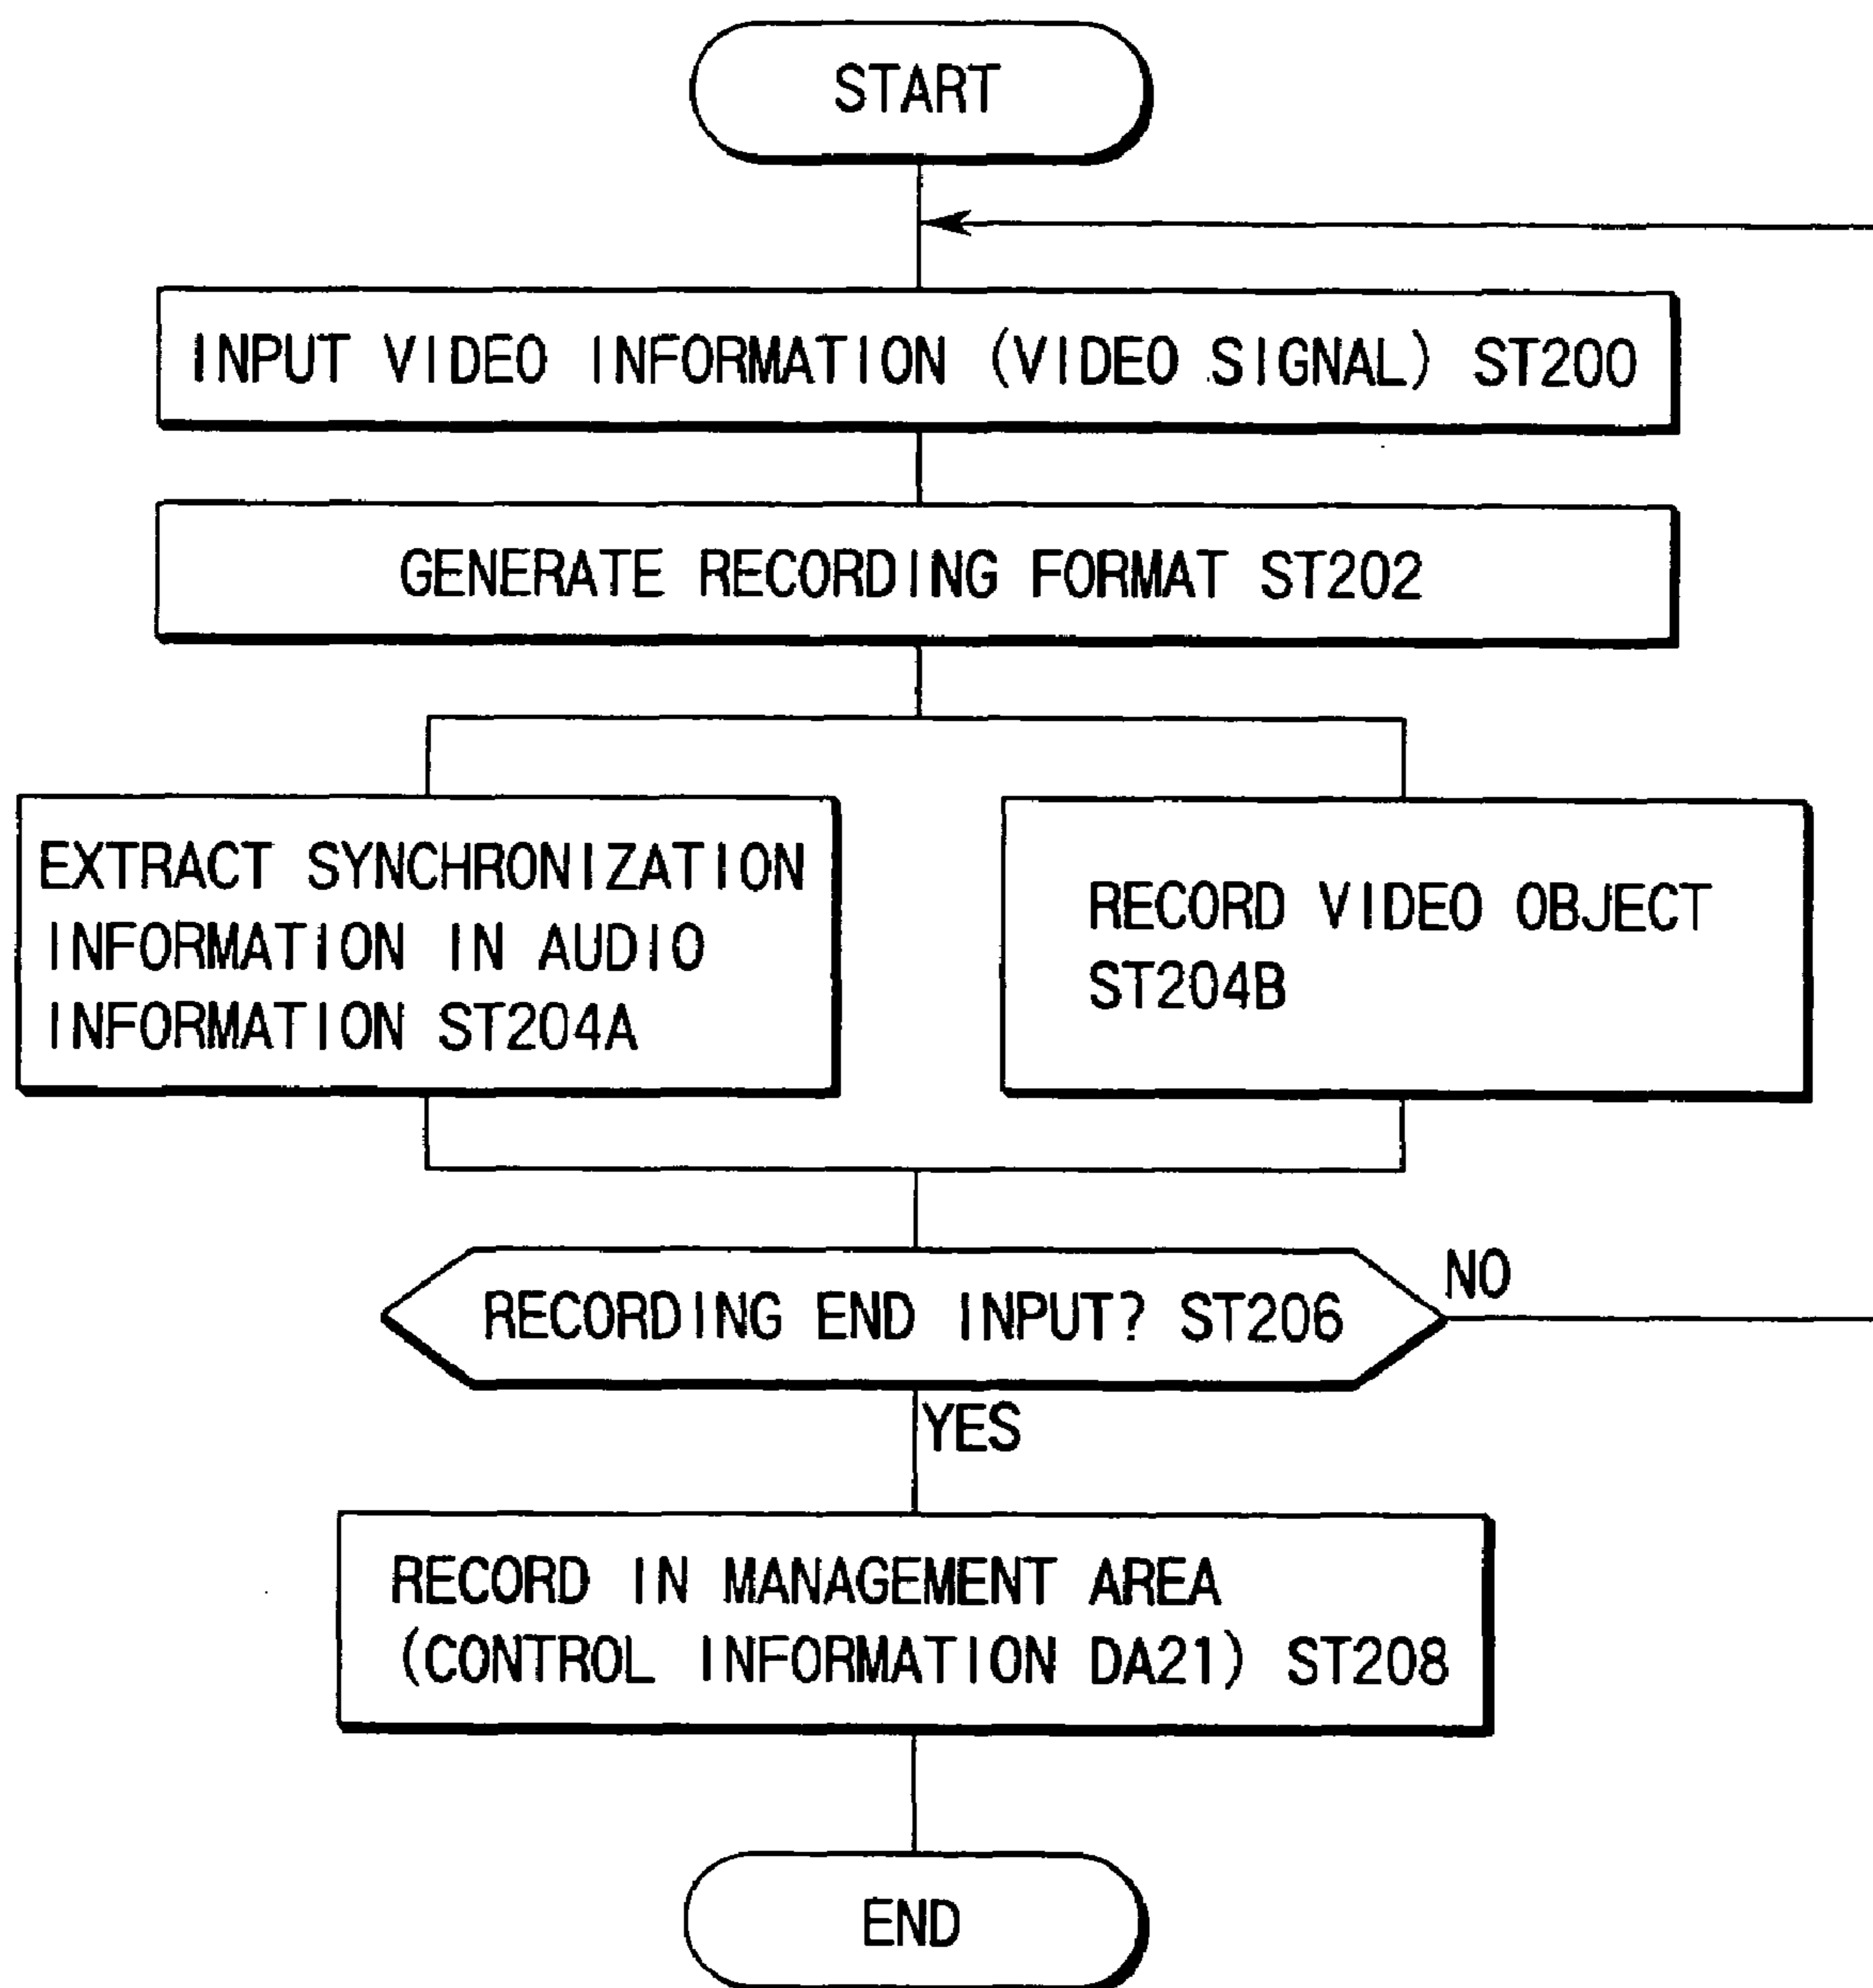 START
INPUT VIDEO INFORMATION (VIDEO SIGNAL) ST200
GENERATE RECORDING FORMAT ST202
EXTRACT SYNCHRONIZATION
INFORMATION IN AUDIO
INFORMATION ST204A
RECORD VIDEO OBJECT
ST204B
RECORDING END INPUT? ST206
NO
YES
RECORD IN MANAGEMENT AREA
(CONTROL INFORMATION DA21) ST208
END